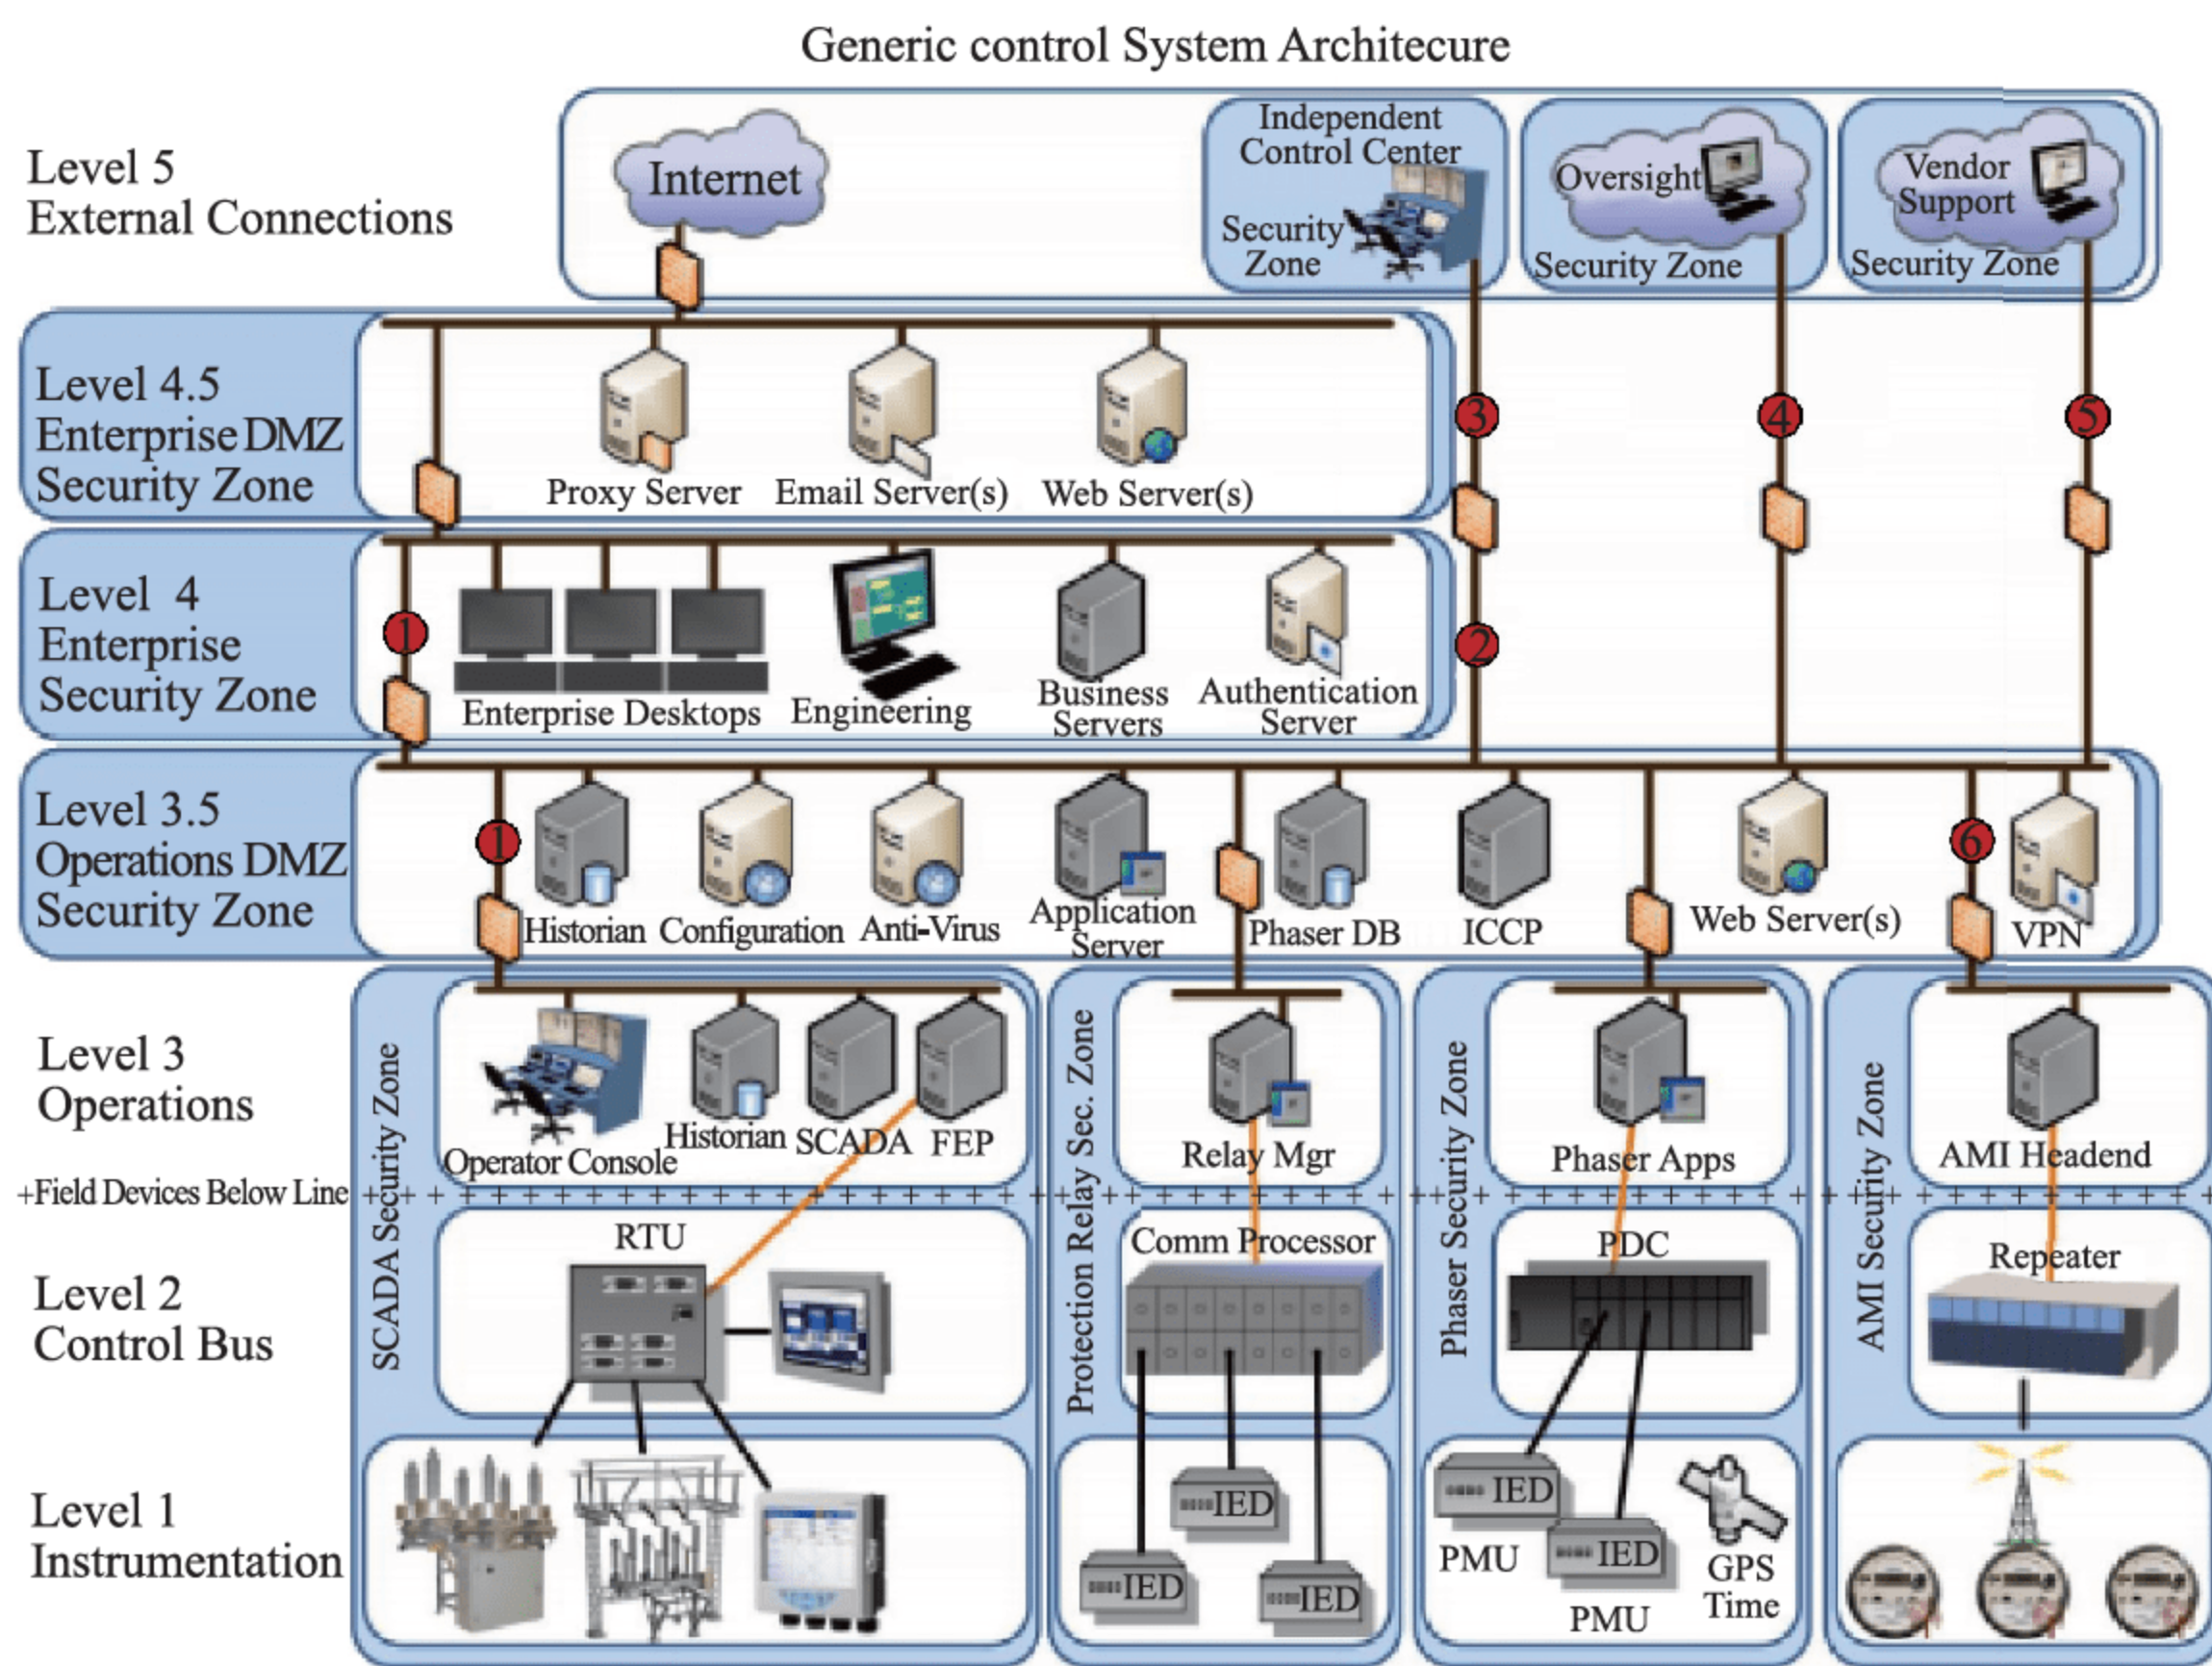 Generic control System Architecure
Level 5
External Connections
Internet
Independent
Control Center
Security
Zone
Oversight
Security Zone
Vendor
Support
Security Zone
Level 4.5
Enterprise DMZ
Security Zone
Proxy Server
Email Server(s)
Web Server(s)
3
4
5
Level 4
Enterprise
Security Zone
1
Enterprise Desktops
Engineering
Business
Servers
Authentication
Server
2
Level 3.5
Operations DMZ
Security Zone
1
Historian
Configuration
Anti-Virus
Application
Server
Phaser DB
ICCP
Web Server(s)
6
VPN
Level 3
Operations
SCADA Security Zone
Operator Console
Historian
SCADA
FEP
Protection Relay Sec. Zone
Relay Mgr
Phaser Security Zone
Phaser Apps
AMI Security Zone
AMI Headend
+Field Devices Below Line
Level 2
Control Bus
RTU
Comm Processor
PDC
Repeater
Level 1
Instrumentation
IED
IED
IED
IED
PMU
IED
PMU
GPS
Time